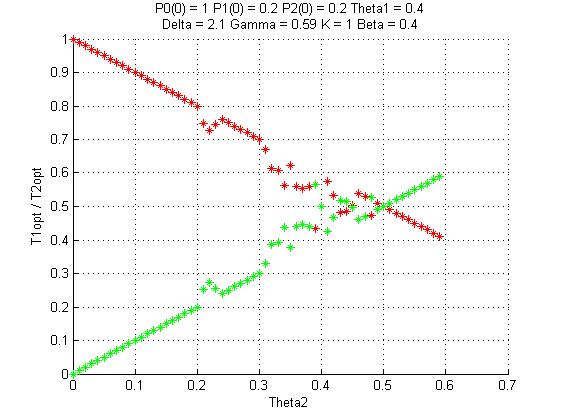 P0(0) = 1 P1(0) = 0.2 P2(0) = 0.2 Theta1 = 0.4
Delta = 2.1 Gamma = 0.59 K = 1 Beta = 0.4
1
0.9
0.8
0.7
0.6
0.5
0.4
0.3
0.2
0.1
0
T1opt / T2opt
0 0.1 0.2 0.3 0.4 0.5 0.6 0.7
Theta2